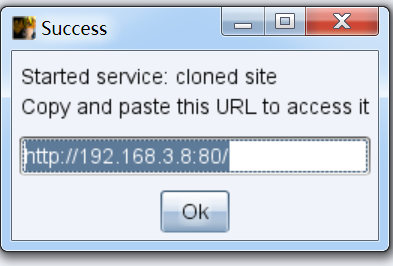 Success
Started service: cloned site
Copy and paste this URL to access it
http://192.168.3.8:80/
Ok